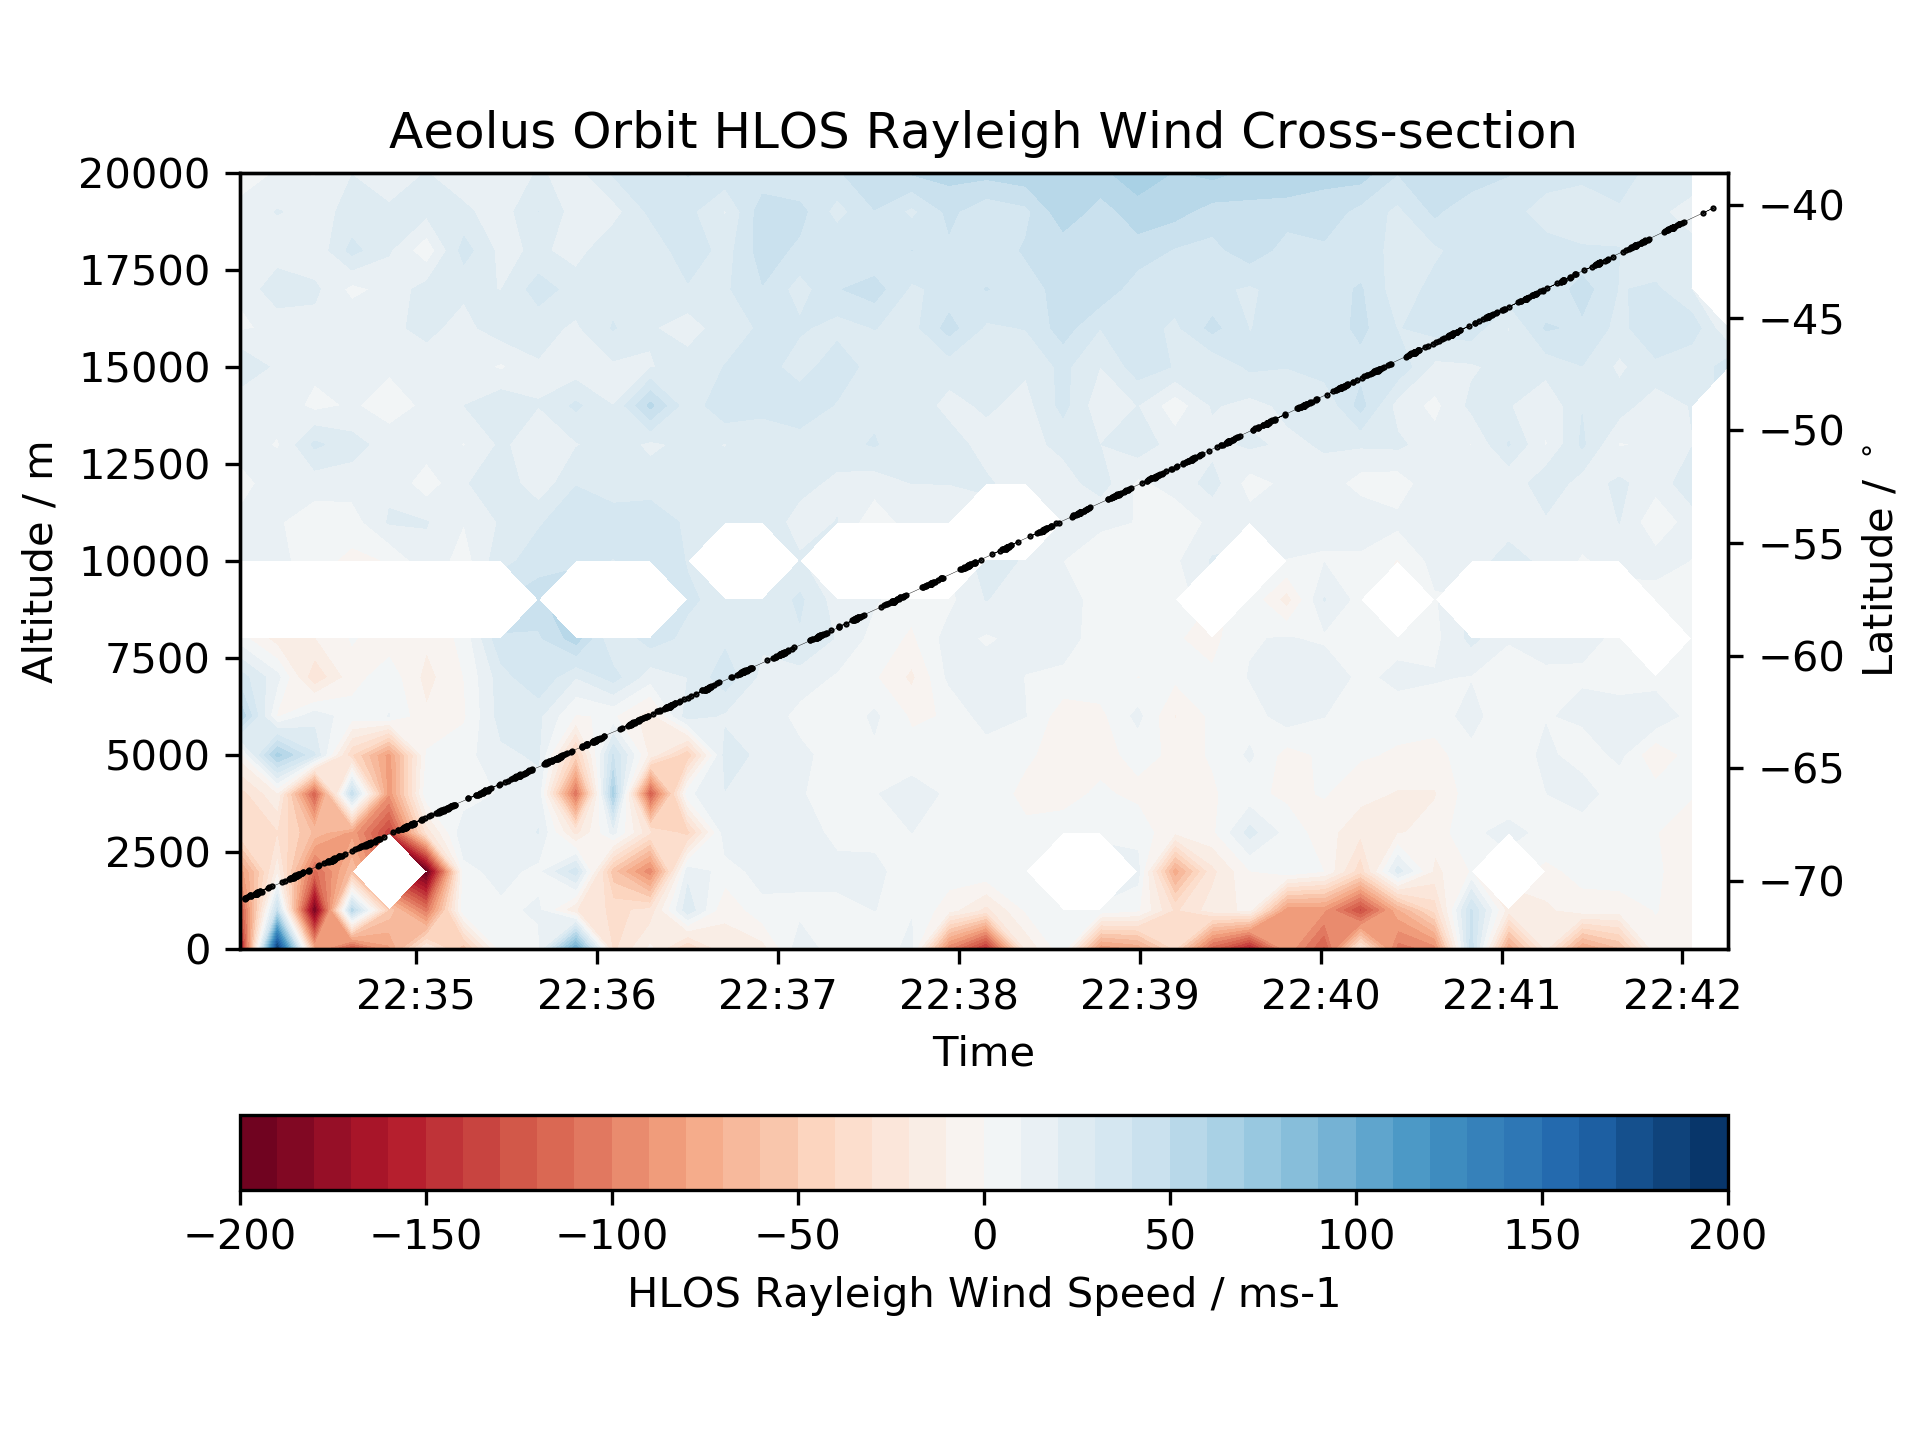 Aeolus Orbit HLOS Rayleigh Wind Cross-section
20000
17500
15000
12500
10000
7500
5000
2500
0
Altitude / m
−40
−45
−50
−55
−60
−65
−70
Latitude / °
22:35 22:36 22:37 22:38 22:39 22:40 22:41 22:42
Time
−200 −150 −100 −50 0 50 100 150 200
HLOS Rayleigh Wind Speed / ms-1